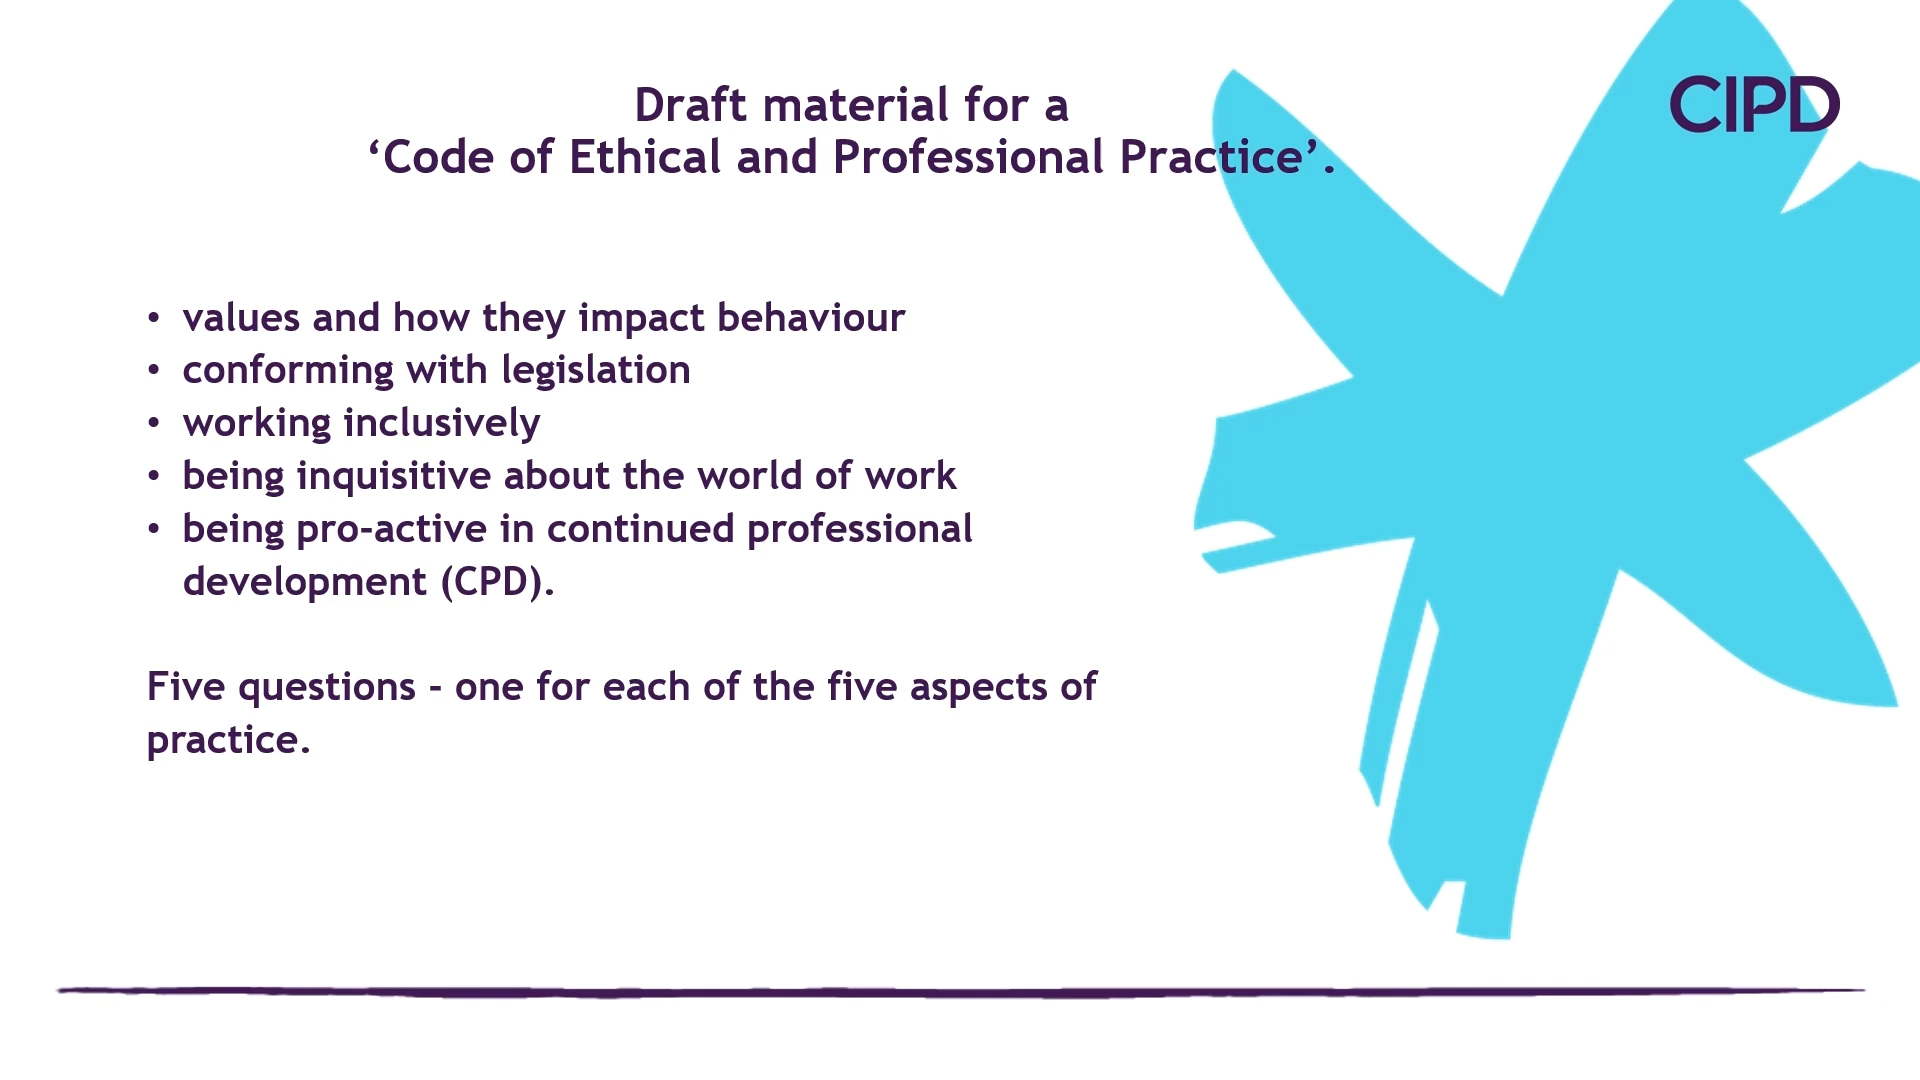 CIPD
Draft material for a
‘Code of Ethical and Professional Practice’.
• values and how they impact behaviour
• conforming with legislation
• working inclusively
• being inquisitive about the world of work
• being pro-active in continued professional
development (CPD).
Five questions - one for each of the five aspects of
practice.